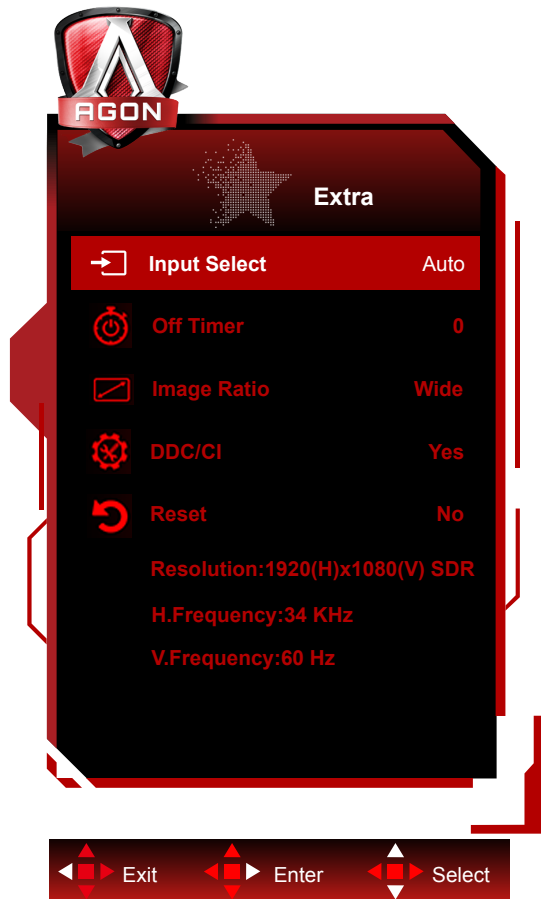 AGON
Extra
Input Select Auto
Off Timer 0
Image Ratio Wide
DDC/CI Yes
Reset No
Resolution:1920(H)x1080(V) SDR
H.Frequency:34 KHz
V.Frequency:60 Hz
Exit Enter Select